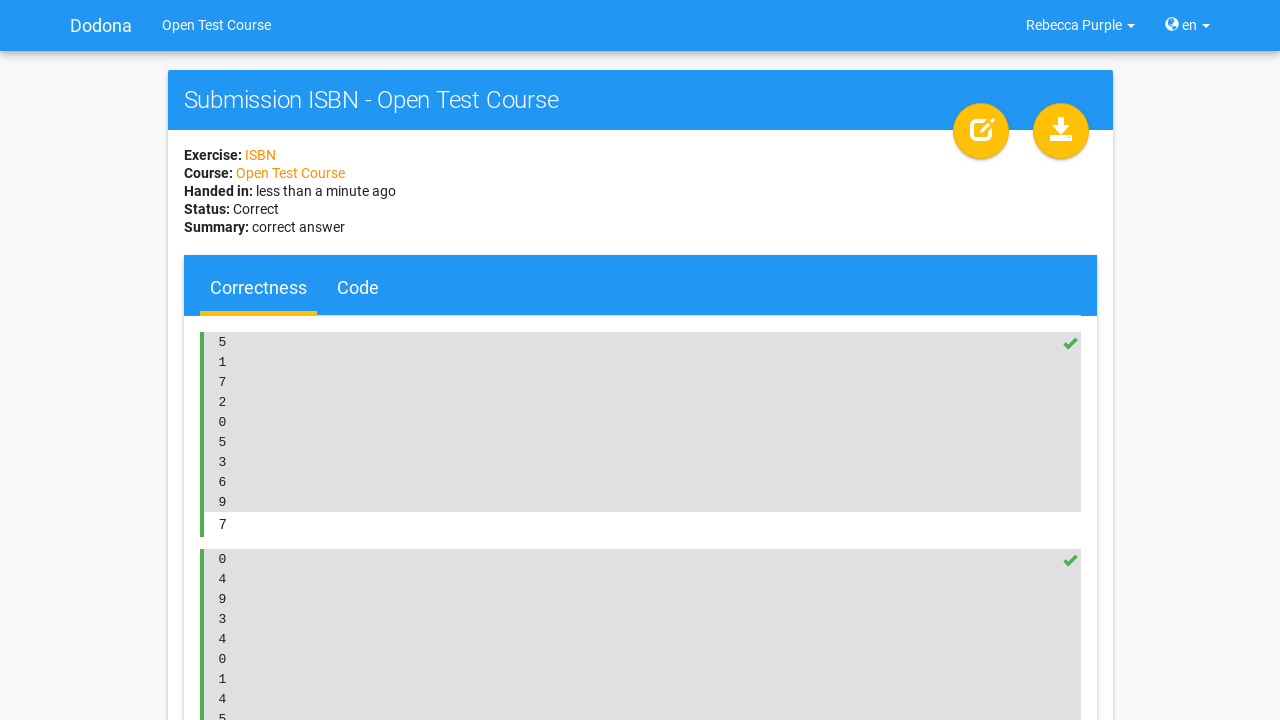 Dodona Open Test Course Rebecca Purple en
Submission ISBN - Open Test Course
Exercise: ISBN
Course: Open Test Course
Handed in: less than a minute ago
Status: Correct
Summary: correct answer
Correctness Code
5
1
7
2
0
5
3
6
9
7
0
4
9
3
4
0
1
4
5